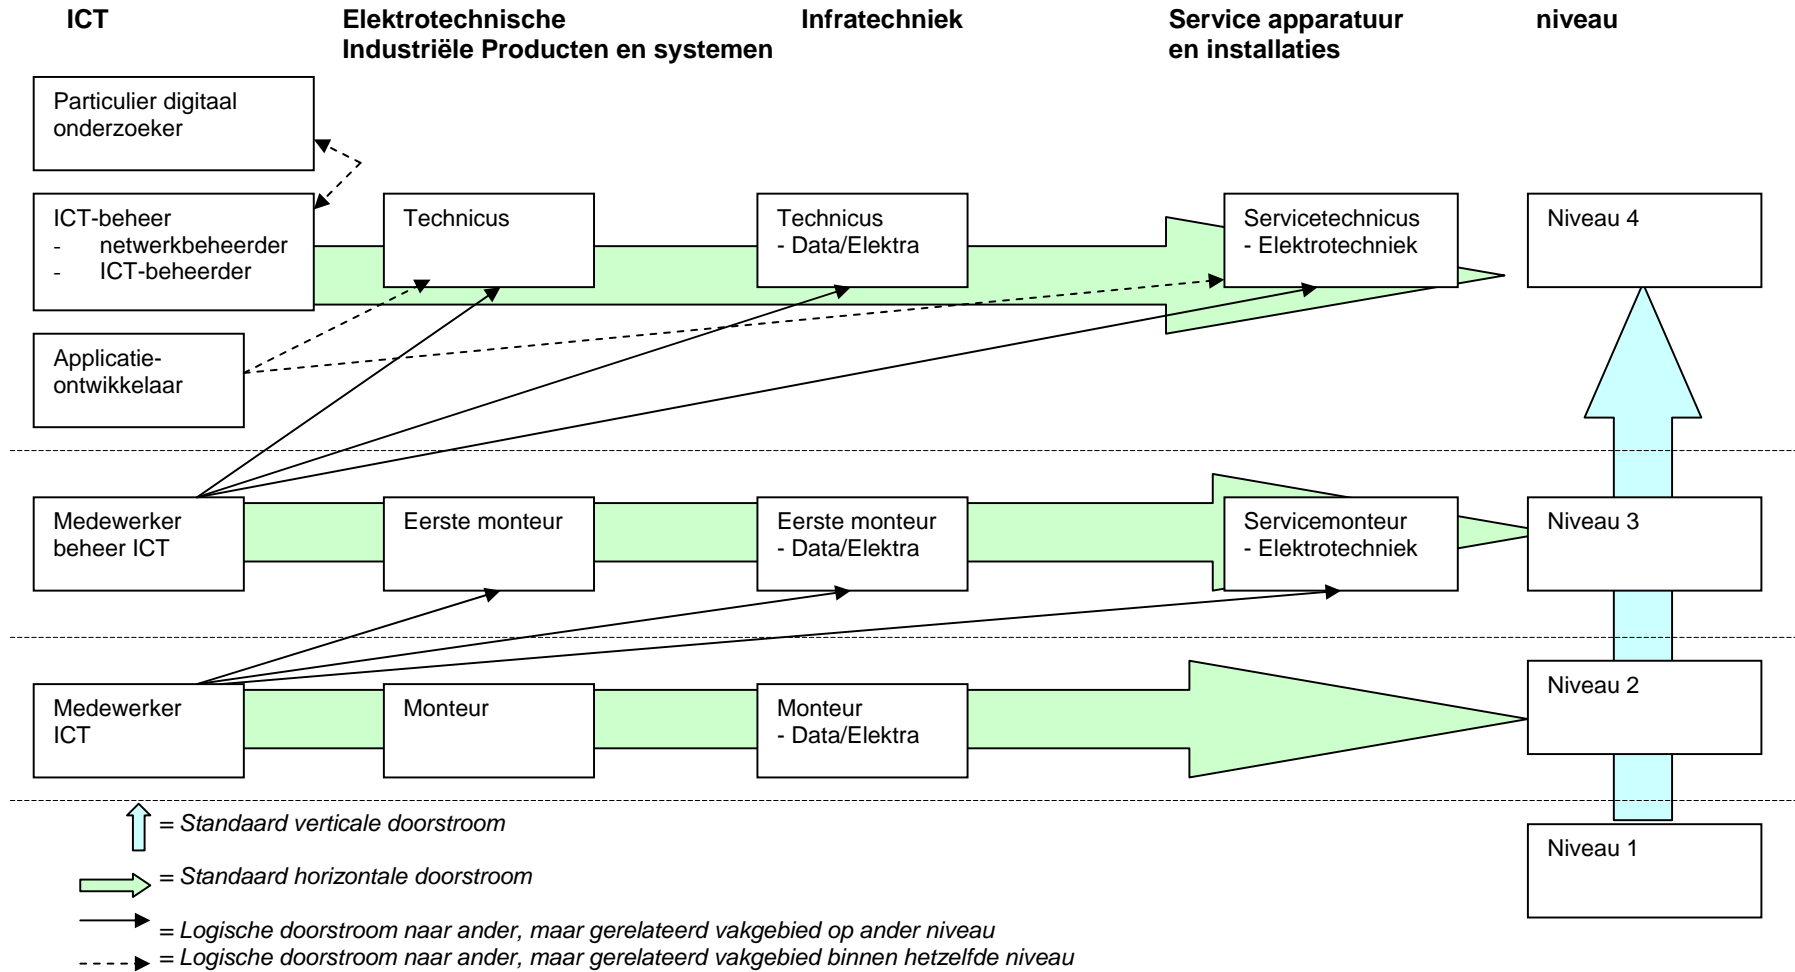 ICT
Elektrotechnische
Industriële Producten en systemen
Infratechniek
Service apparatuur
en installaties
niveau
Particulier digitaal
onderzoeker
ICT-beheer
- netwerkbeheerder
- ICT-beheerder
Technicus
Technicus
- Data/Elektra
Servicetechnicus
- Elektrotechniek
Niveau 4
Applicatie-
ontwikkelaar
Medewerker
beheer ICT
Eerste monteur
Eerste monteur
- Data/Elektra
Servicemonteur
- Elektrotechniek
Niveau 3
Medewerker
ICT
Monteur
Monteur
- Data/Elektra
Niveau 2
Niveau 1
= Standaard verticale doorstroom
= Standaard horizontale doorstroom
= Logische doorstroom naar ander, maar gerelateerd vakgebied op ander niveau
= Logische doorstroom naar ander, maar gerelateerd vakgebied binnen hetzelfde niveau